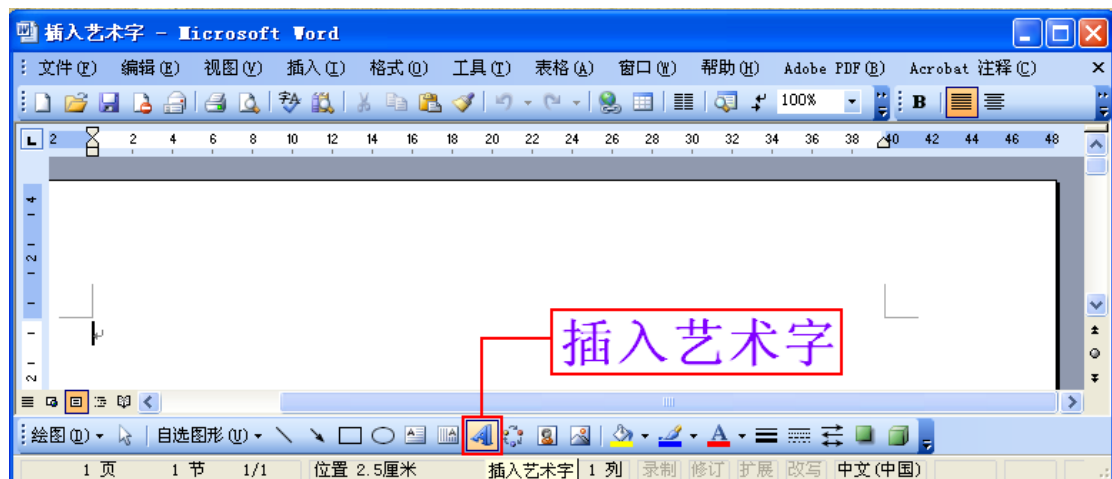 插入艺术字 - Microsoft Word
文件(F) 编辑(E) 视图(V) 插入(I) 格式(O) 工具(T) 表格(A) 窗口(W) 帮助(H) Adobe PDF(B) Acrobat 注释(C)
100% B
L 2 2 4 6 8 10 12 14 16 18 20 22 24 26 28 30 32 34 36 38 40 42 44 46 48
4
2
插入艺术字
2
绘图(D) 自选图形(U) A
1 页 1 节 1/1 位置 2.5厘米 插入艺术字 1 列 录制 修订 扩展 改写 中文(中国)